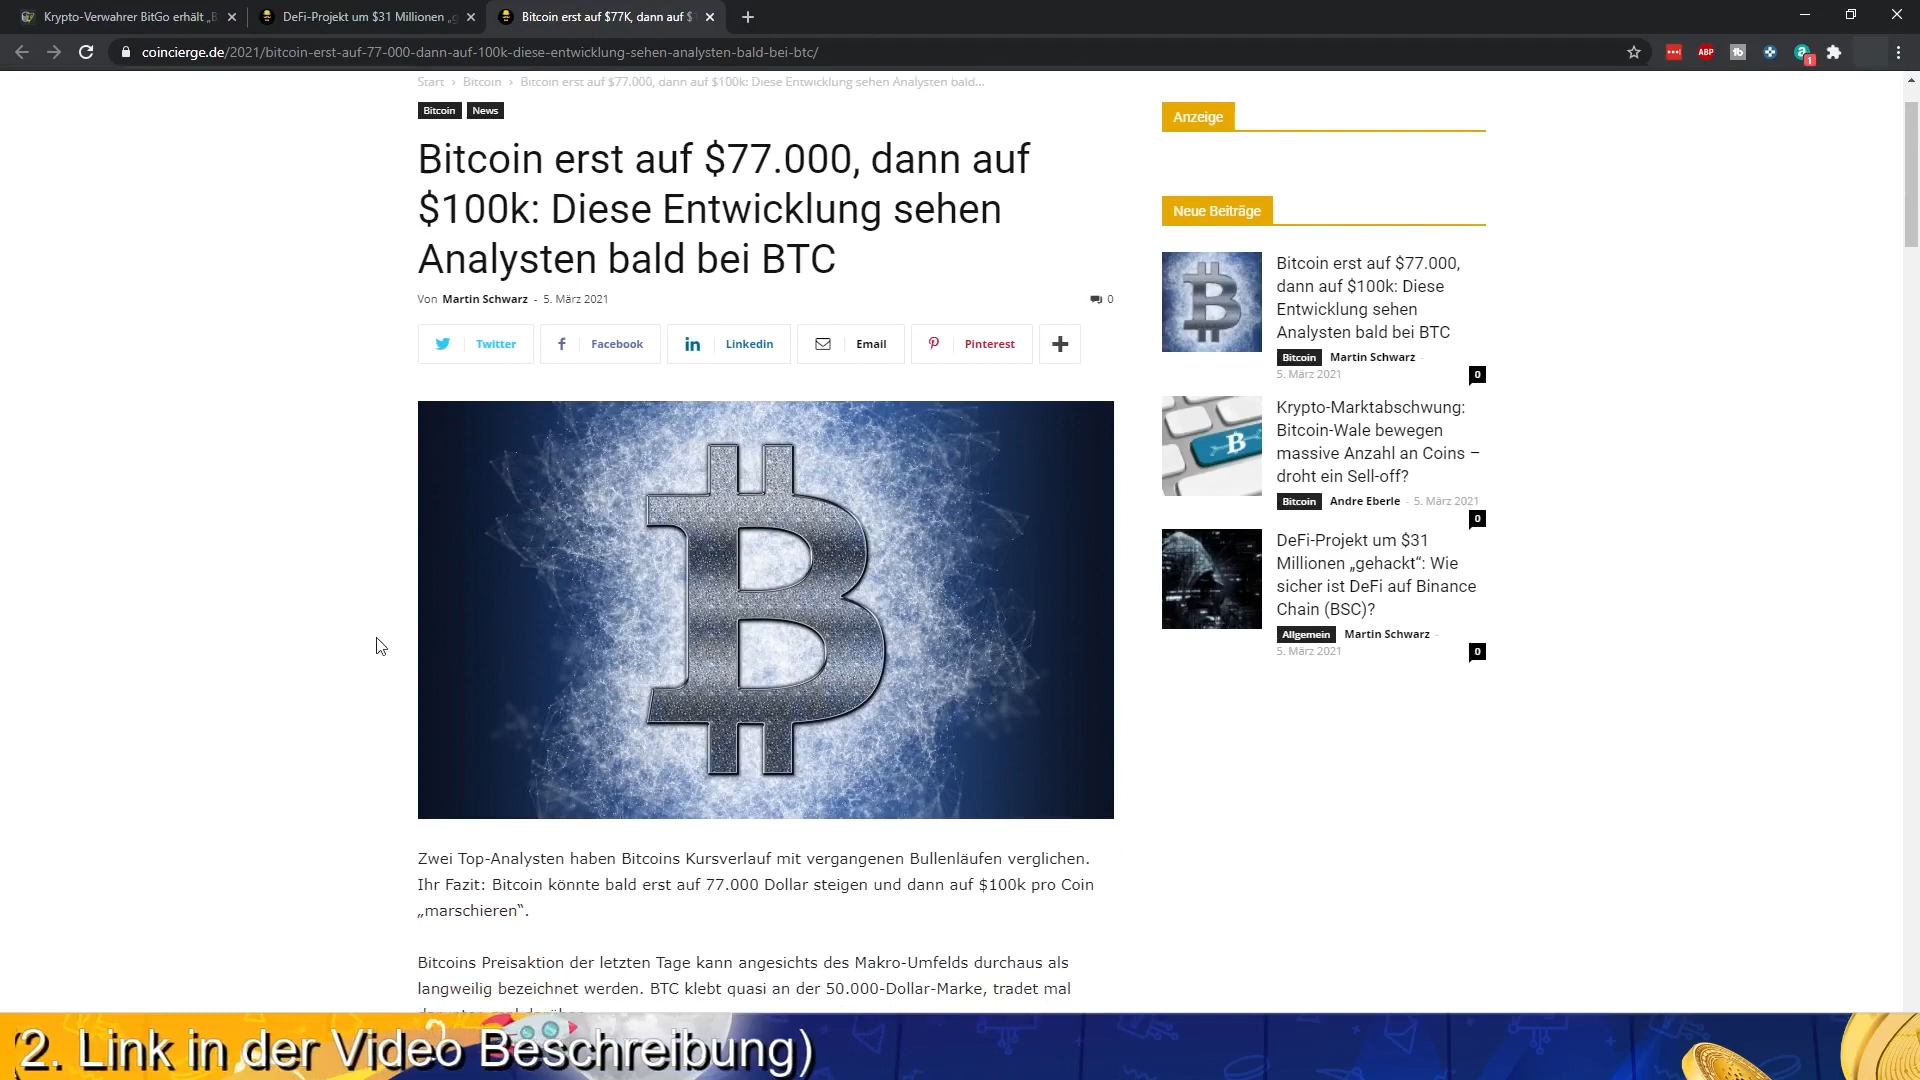 Krypto-Verwahrer BitGo erhält „B
DeFi-Projekt um $31 Millionen „g
Bitcoin erst auf $77K, dann auf $1
coincierge.de/2021/bitcoin-erst-auf-77-000-dann-auf-100k-diese-entwicklung-sehen-analysten-bald-bei-btc/
ABP
1
Start › Bitcoin › Bitcoin erst auf $77.000, dann auf $100k: Diese Entwicklung sehen Analysten bald...
Bitcoin News
Bitcoin erst auf $77.000, dann auf
$100k: Diese Entwicklung sehen
Analysten bald bei BTC
Von Martin Schwarz - 5. März 2021
0
Twitter
Facebook
Linkedin
Email
Pinterest
Zwei Top-Analysten haben Bitcoins Kursverlauf mit vergangenen Bullenläufen verglichen.
Ihr Fazit: Bitcoin könnte bald erst auf 77.000 Dollar steigen und dann auf $100k pro Coin
„marschieren“.
Bitcoins Preisaktion der letzten Tage kann angesichts des Makro-Umfelds durchaus als
langweilig bezeichnet werden. BTC klebt quasi an der 50.000-Dollar-Marke, tradet mal
Anzeige
Neue Beiträge
Bitcoin erst auf $77.000,
dann auf $100k: Diese
Entwicklung sehen
Analysten bald bei BTC
Bitcoin Martin Schwarz -
5. März 2021
0
Krypto-Marktabschwung:
Bitcoin-Wale bewegen
massive Anzahl an Coins –
droht ein Sell-off?
Bitcoin Andre Eberle - 5. März 2021
0
DeFi-Projekt um $31
Millionen „gehackt“: Wie
sicher ist DeFi auf Binance
Chain (BSC)?
Allgemein Martin Schwarz -
5. März 2021
0
2. Link in der Video Beschreibung)